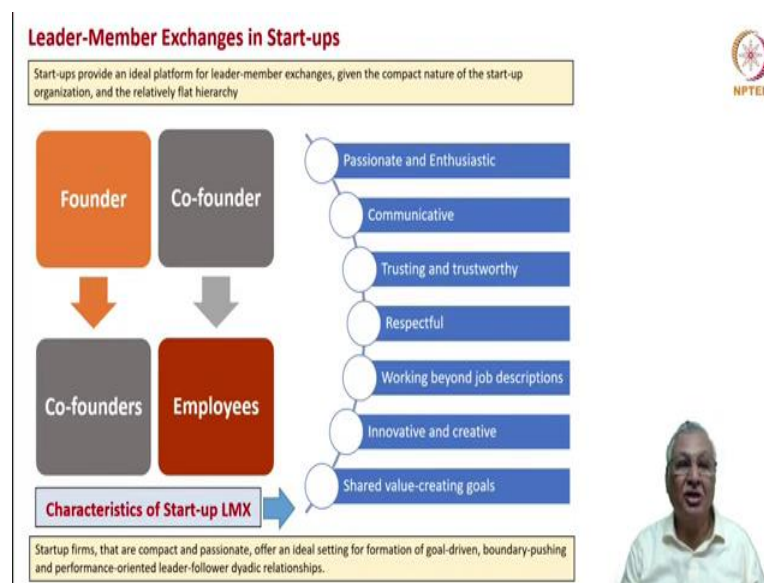 Leader-Member Exchanges in Start-ups
Start-ups provide an ideal platform for leader-member exchanges, given the compact nature of the start-up
organization, and the relatively flat hierarchy
NPTEL
Founder
Co-founder
Co-founders
Employees
Characteristics of Start-up LMX
Passionate and Enthusiastic
Communicative
Trusting and trustworthy
Respectful
Working beyond job descriptions
Innovative and creative
Shared value-creating goals
Startup firms, that are compact and passionate, offer an ideal setting for formation of goal-driven, boundary-pushing
and performance-oriented leader-follower dyadic relationships.